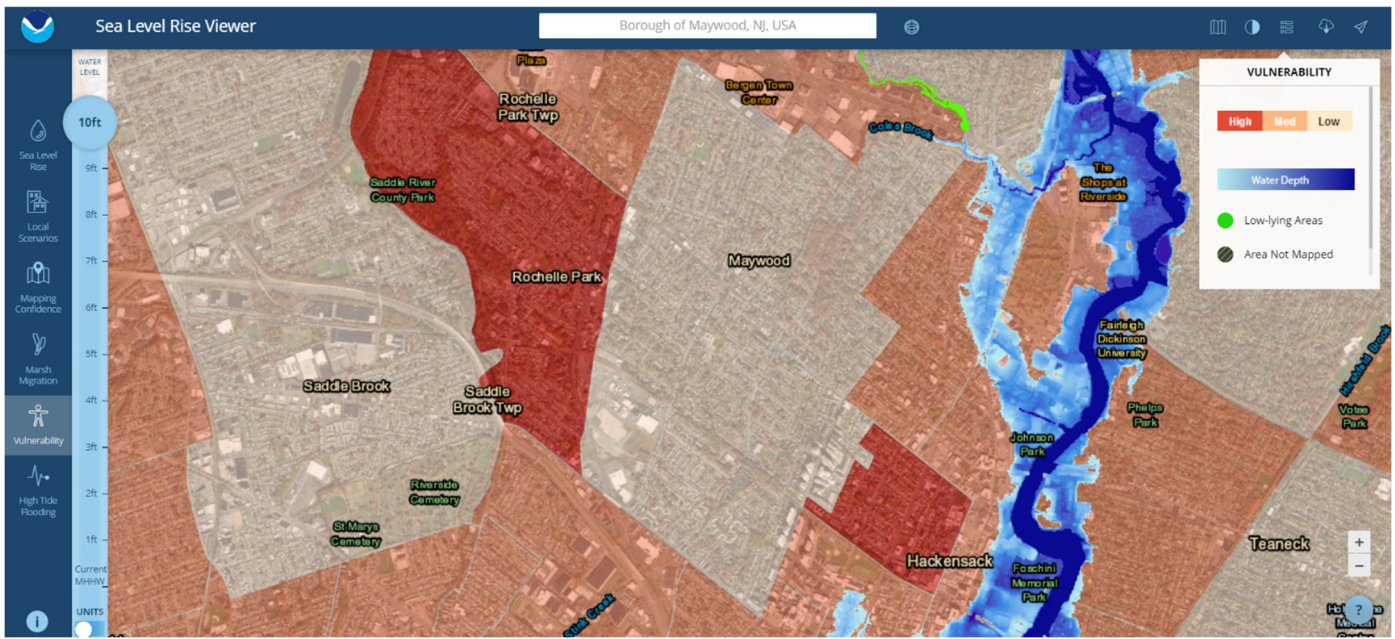 Sea Level Rise Viewer
Borough of Maywood, NJ, USA
WATER
LEVEL
10ft
9ft
8ft
7ft
6ft
5ft
4ft
3ft
2ft
1ft
Current
MHHW
UNITS
Sea Level
Rise
Local
Scenarios
Mapping
Confidence
Marsh
Migration
Vulnerability
High Tide
Flooding
i
Plaza
Rochelle
Park Twp
Bergen Town
Center
Coles Brook
Saddle River
County Park
The
Shops at
Riverside
Maywood
Rochelle Park
Fairleigh
Dickinson
University
Saddle Brook
Saddle
Brook Twp
Phelps
Park
Johnson
Park
Hirshfeld Brook
Votee
Park
Riverside
Cemetery
St Marys
Cemetery
Hackensack
Teaneck
Foschini
Memorial
Park
Stink Creek
VULNERABILITY
High Med Low
Water Depth
Low-lying Areas
Area Not Mapped
+
−
?